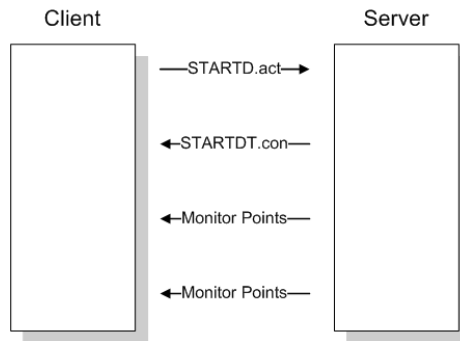 Client
Server
STARTD.act
STARTDT.con
Monitor Points
Monitor Points